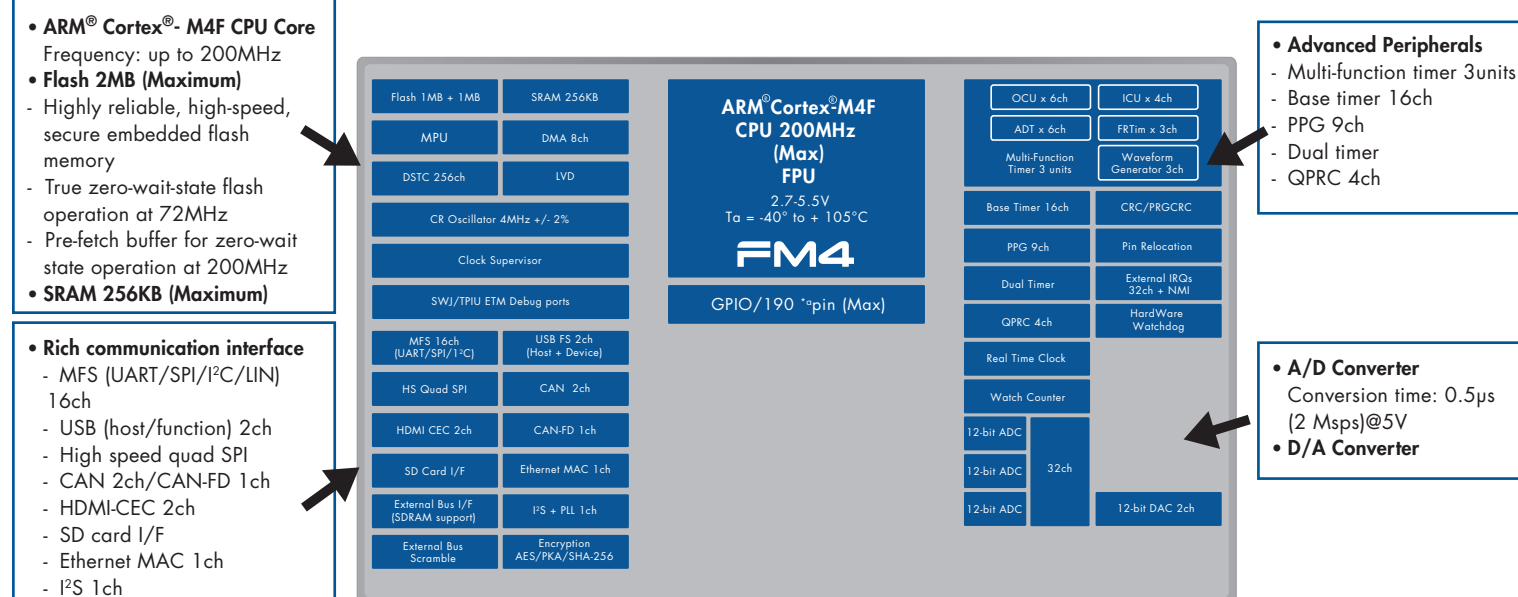 • ARM® Cortex®- M4F CPU Core
Frequency: up to 200MHz
• Flash 2MB (Maximum)
- Highly reliable, high-speed,
secure embedded flash
memory
- True zero-wait-state flash
operation at 72MHz
- Pre-fetch buffer for zero-wait
state operation at 200MHz
• SRAM 256KB (Maximum)
• Rich communication interface
- MFS (UART/SPI/I²C/LIN)
16ch
- USB (host/function) 2ch
- High speed quad SPI
- CAN 2ch/CAN-FD 1ch
- HDMI-CEC 2ch
- SD card I/F
- Ethernet MAC 1ch
- I²S 1ch
Flash 1MB + 1MB
SRAM 256KB
MPU
DMA 8ch
DSTC 256ch
LVD
CR Oscillator 4MHz +/- 2%
Clock Supervisor
SWJ/TPIU ETM Debug ports
MFS 16ch
(UART/SPI/1²C)
USB FS 2ch
(Host + Device)
HS Quad SPI
CAN 2ch
HDMI CEC 2ch
CAN-FD 1ch
SD Card I/F
Ethernet MAC 1ch
External Bus I/F
(SDRAM support)
I²S + PLL 1ch
External Bus
Scramble
Encryption
AES/PKA/SHA-256
ARM®Cortex®-M4F
CPU 200MHz
(Max)
FPU
2.7-5.5V
Ta = -40° to + 105°C
FM4
GPIO/190 *ᵅpin (Max)
OCU x 6ch
ICU x 4ch
ADT x 6ch
FRTim x 3ch
Multi-Function
Timer 3 units
Waveform
Generator 3ch
Base Timer 16ch
CRC/PRGCRC
PPG 9ch
Pin Relocation
Dual Timer
External IRQs
32ch + NMI
QPRC 4ch
HardWare
Watchdog
Real Time Clock
Watch Counter
12-bit ADC
12-bit ADC
12-bit ADC
32ch
12-bit DAC 2ch
• Advanced Peripherals
- Multi-function timer 3units
- Base timer 16ch
- PPG 9ch
- Dual timer
- QPRC 4ch
• A/D Converter
Conversion time: 0.5µs
(2 Msps)@5V
• D/A Converter